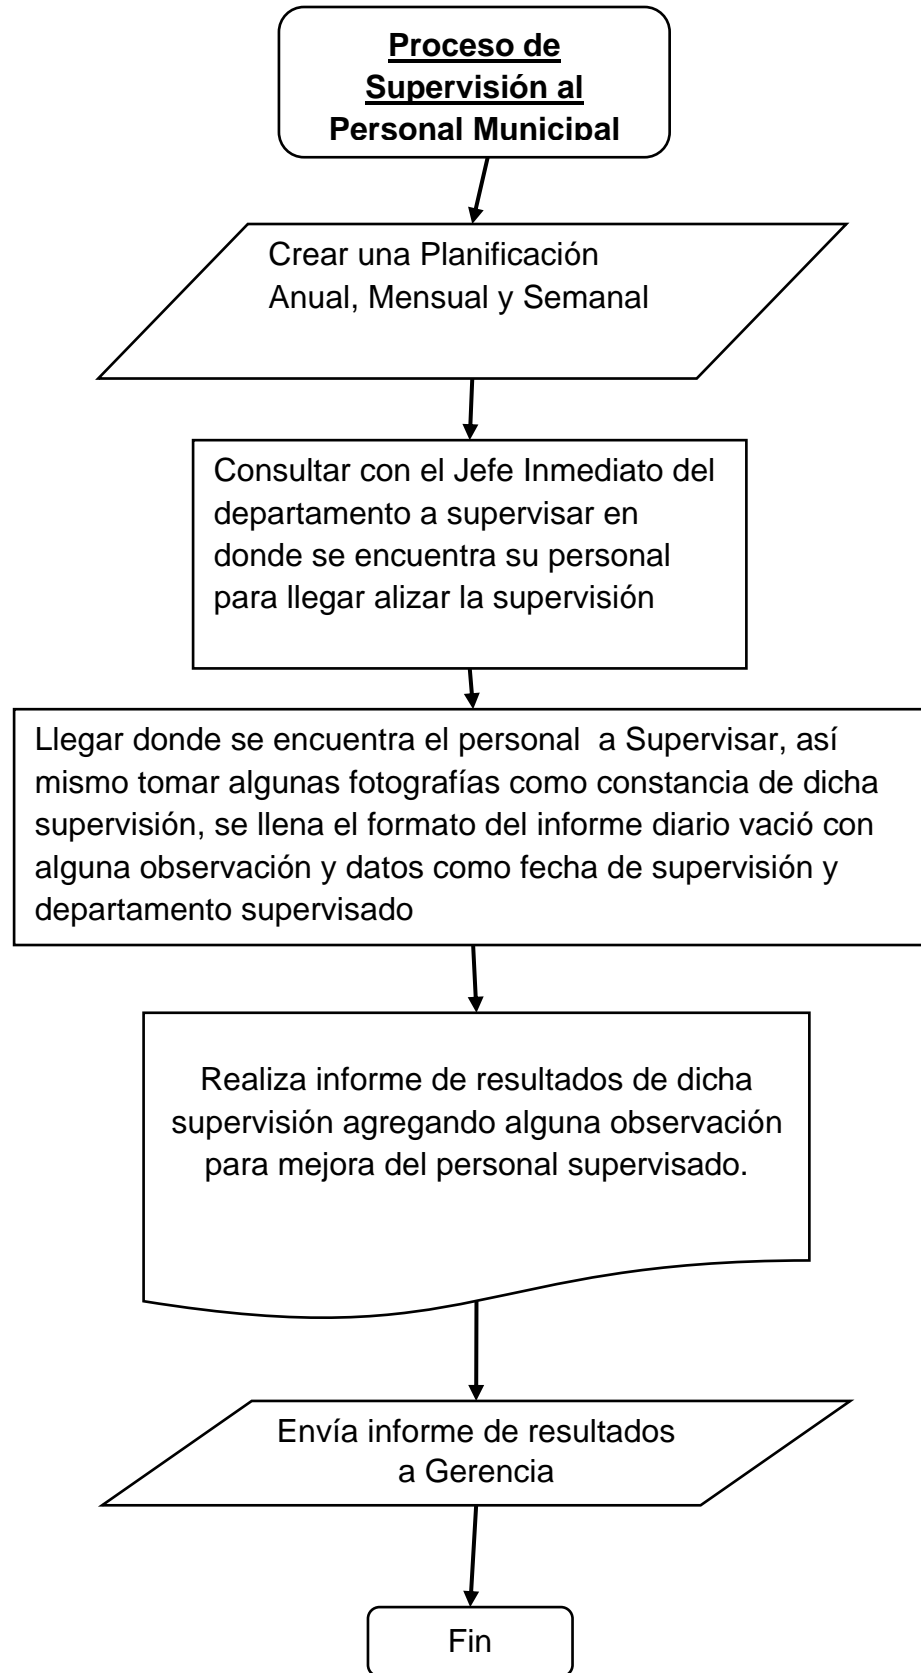 Proceso de
Supervisión al
Personal Municipal
Crear una Planificación
Anual, Mensual y Semanal
Consultar con el Jefe Inmediato del
departamento a supervisar en
donde se encuentra su personal
para llegar alizar la supervisión
Llegar donde se encuentra el personal  a Supervisar, así
mismo tomar algunas fotografías como constancia de dicha
supervisión, se llena el formato del informe diario vació con
alguna observación y datos como fecha de supervisión y
departamento supervisado
Realiza informe de resultados de dicha
supervisión agregando alguna observación
para mejora del personal supervisado.
Envía informe de resultados
a Gerencia
Fin